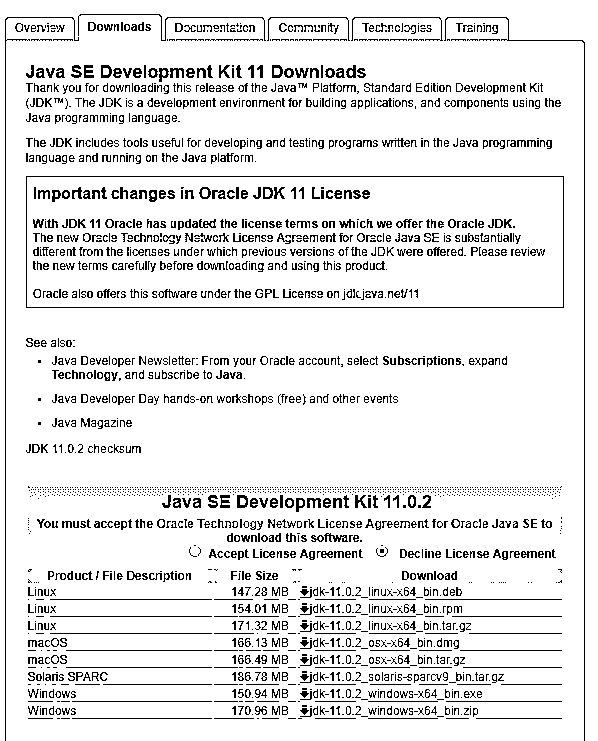 Overview Downloads Documentation Community Technologies Training
Java SE Development Kit 11 Downloads
Thank you for downloading this release of the Java™ Platform, Standard Edition Development Kit
(JDK™). The JDK is a development environment for building applications, and components using the
Java programming language.
The JDK includes tools useful for developing and testing programs written in the Java programming
language and running on the Java platform.
Important changes in Oracle JDK 11 License
With JDK 11 Oracle has updated the license terms on which we offer the Oracle JDK.
The new Oracle Technology Network License Agreement for Oracle Java SE is substantially
different from the licenses under which previous versions of the JDK were offered. Please review
the new terms carefully before downloading and using this product.
Oracle also offers this software under the GPL License on jdk.java.net/11
See also:
• Java Developer Newsletter: From your Oracle account, select Subscriptions, expand
Technology, and subscribe to Java.
• Java Developer Day hands-on workshops (free) and other events
• Java Magazine
JDK 11.0.2 checksum
Java SE Development Kit 11.0.2
You must accept the Oracle Technology Network License Agreement for Oracle Java SE to
download this software.
Accept License Agreement Decline License Agreement
Product / File Description File Size Download
Linux 147.28 MB jdk-11.0.2_linux-x64_bin.deb
Linux 154.01 MB jdk-11.0.2_linux-x64_bin.rpm
Linux 171.32 MB jdk-11.0.2_linux-x64_bin.tar.gz
macOS 166.13 MB jdk-11.0.2_osx-x64_bin.dmg
macOS 166.49 MB jdk-11.0.2_osx-x64_bin.tar.gz
Solaris SPARC 186.78 MB jdk-11.0.2_solaris-sparcv9_bin.tar.gz
Windows 150.94 MB jdk-11.0.2_windows-x64_bin.exe
Windows 170.96 MB jdk-11.0.2_windows-x64_bin.zip